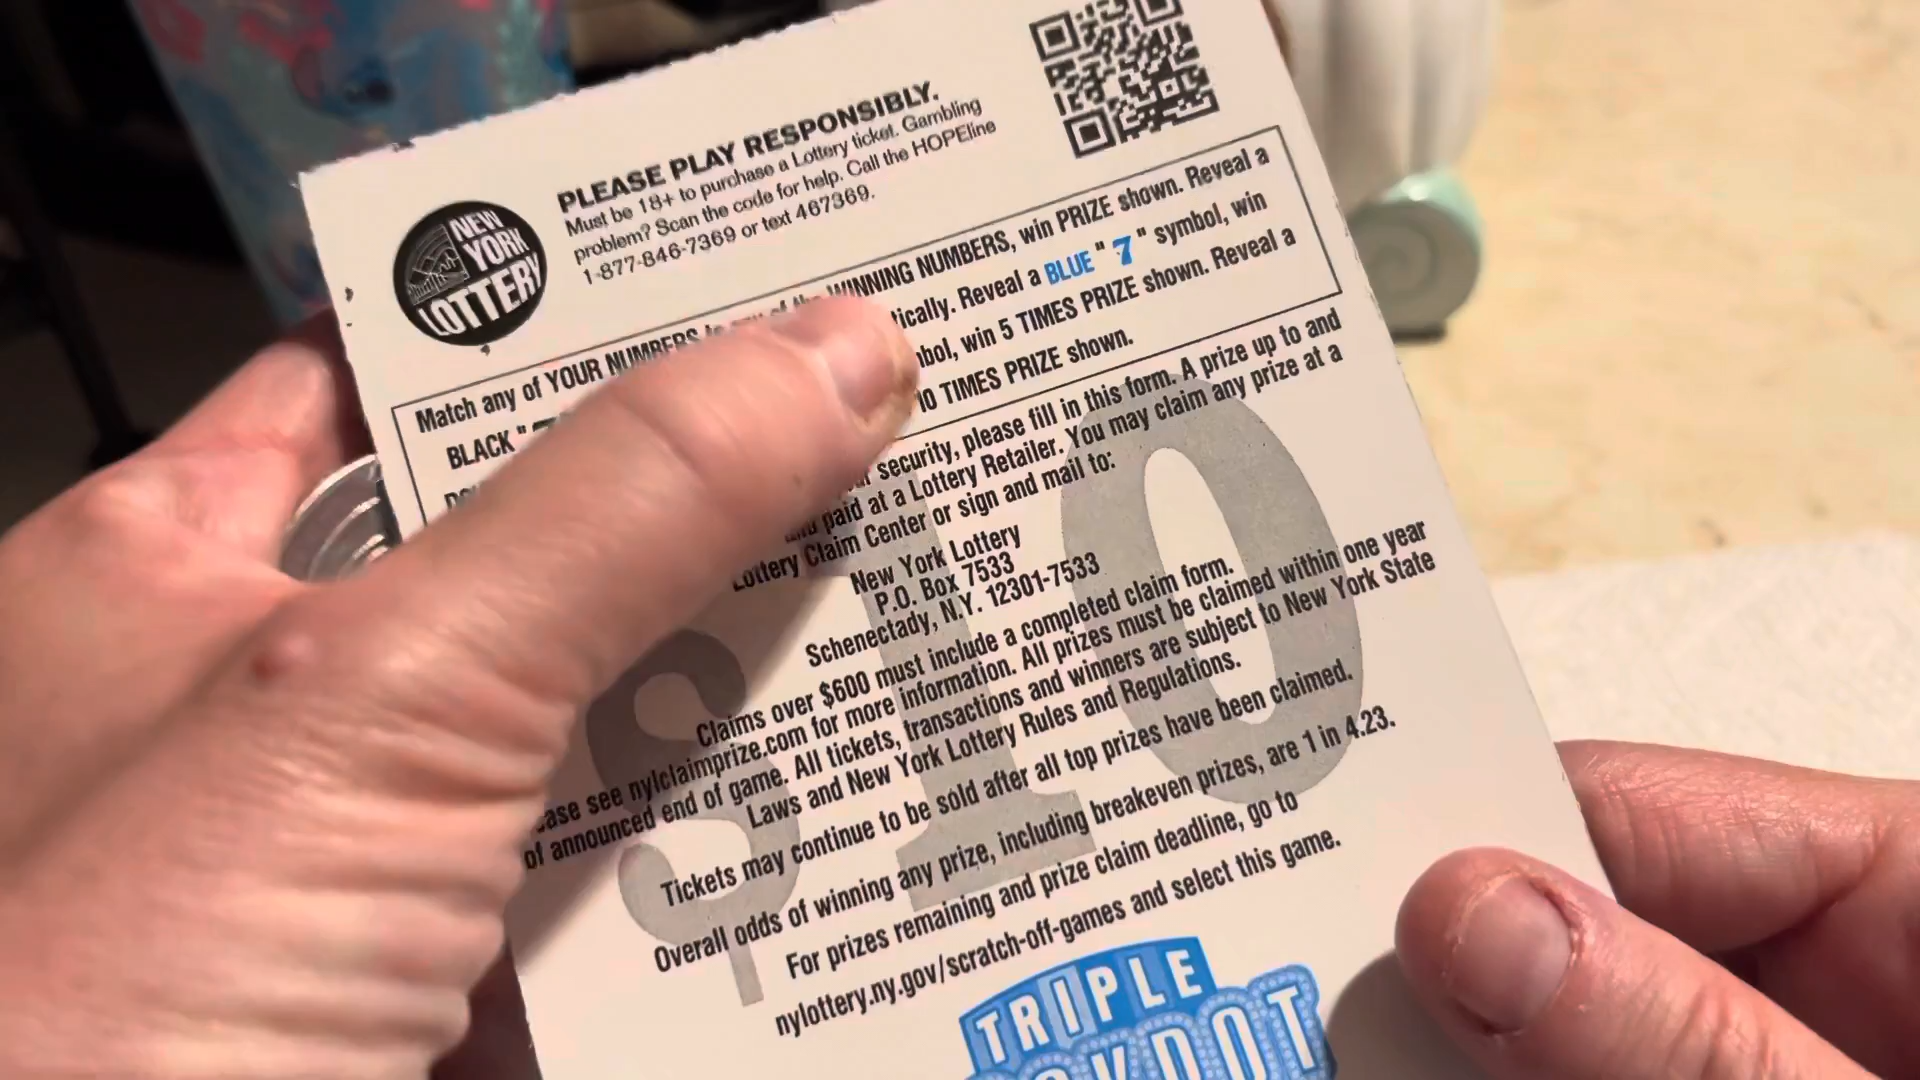 NEW
YORK
LOTTERY
PLEASE PLAY RESPONSIBLY.
Must be 18+ to purchase a Lottery ticket. Gambling
problem? Scan the code for help. Call the HOPEline
1-877-846-7369 or text 467369.
Match any of YOUR NUMBERS to any of the WINNING NUMBERS, win PRIZE shown. Reveal a
BLACK " tically. Reveal a BLUE " 7 " symbol, win
bol, win 5 TIMES PRIZE shown. Reveal a
10 TIMES PRIZE shown.
security, please fill in this form. A prize up to and
paid at a Lottery Retailer. You may claim any prize at a
Lottery Claim Center or sign and mail to:
New York Lottery
P.O. Box 7533
Schenectady, N.Y. 12301-7533
Claims over $600 must include a completed claim form.
ease see nylclaimprize.com for more information. All prizes must be claimed within one year
of announced end of game. All tickets, transactions and winners are subject to New York State
Laws and New York Lottery Rules and Regulations.
Tickets may continue to be sold after all top prizes have been claimed.
Overall odds of winning any prize, including breakeven prizes, are 1 in 4.23.
For prizes remaining and prize claim deadline, go to
nylottery.ny.gov/scratch-off-games and select this game.
$10
TRIPLE